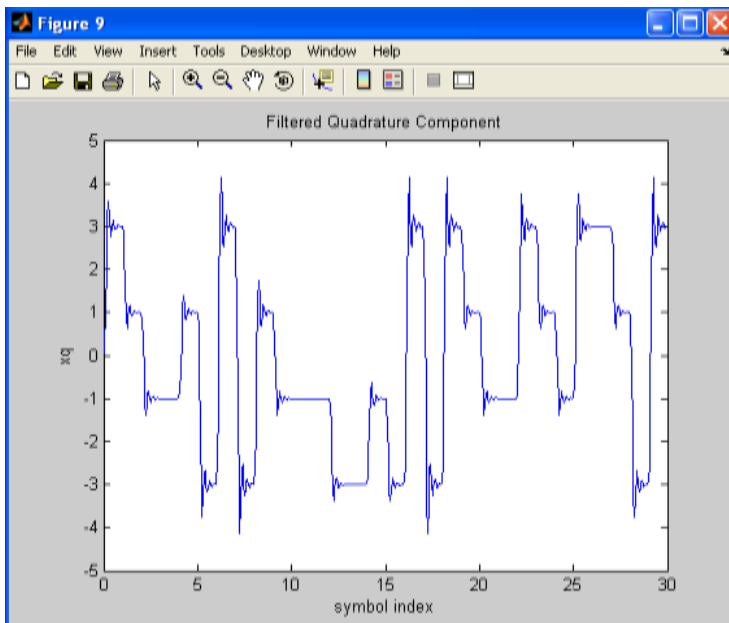 Figure 9
File Edit View Insert Tools Desktop Window Help
Filtered Quadrature Component
5
4
3
2
1
0
-1
-2
-3
-4
-5
xq
0 5 10 15 20 25 30
symbol index